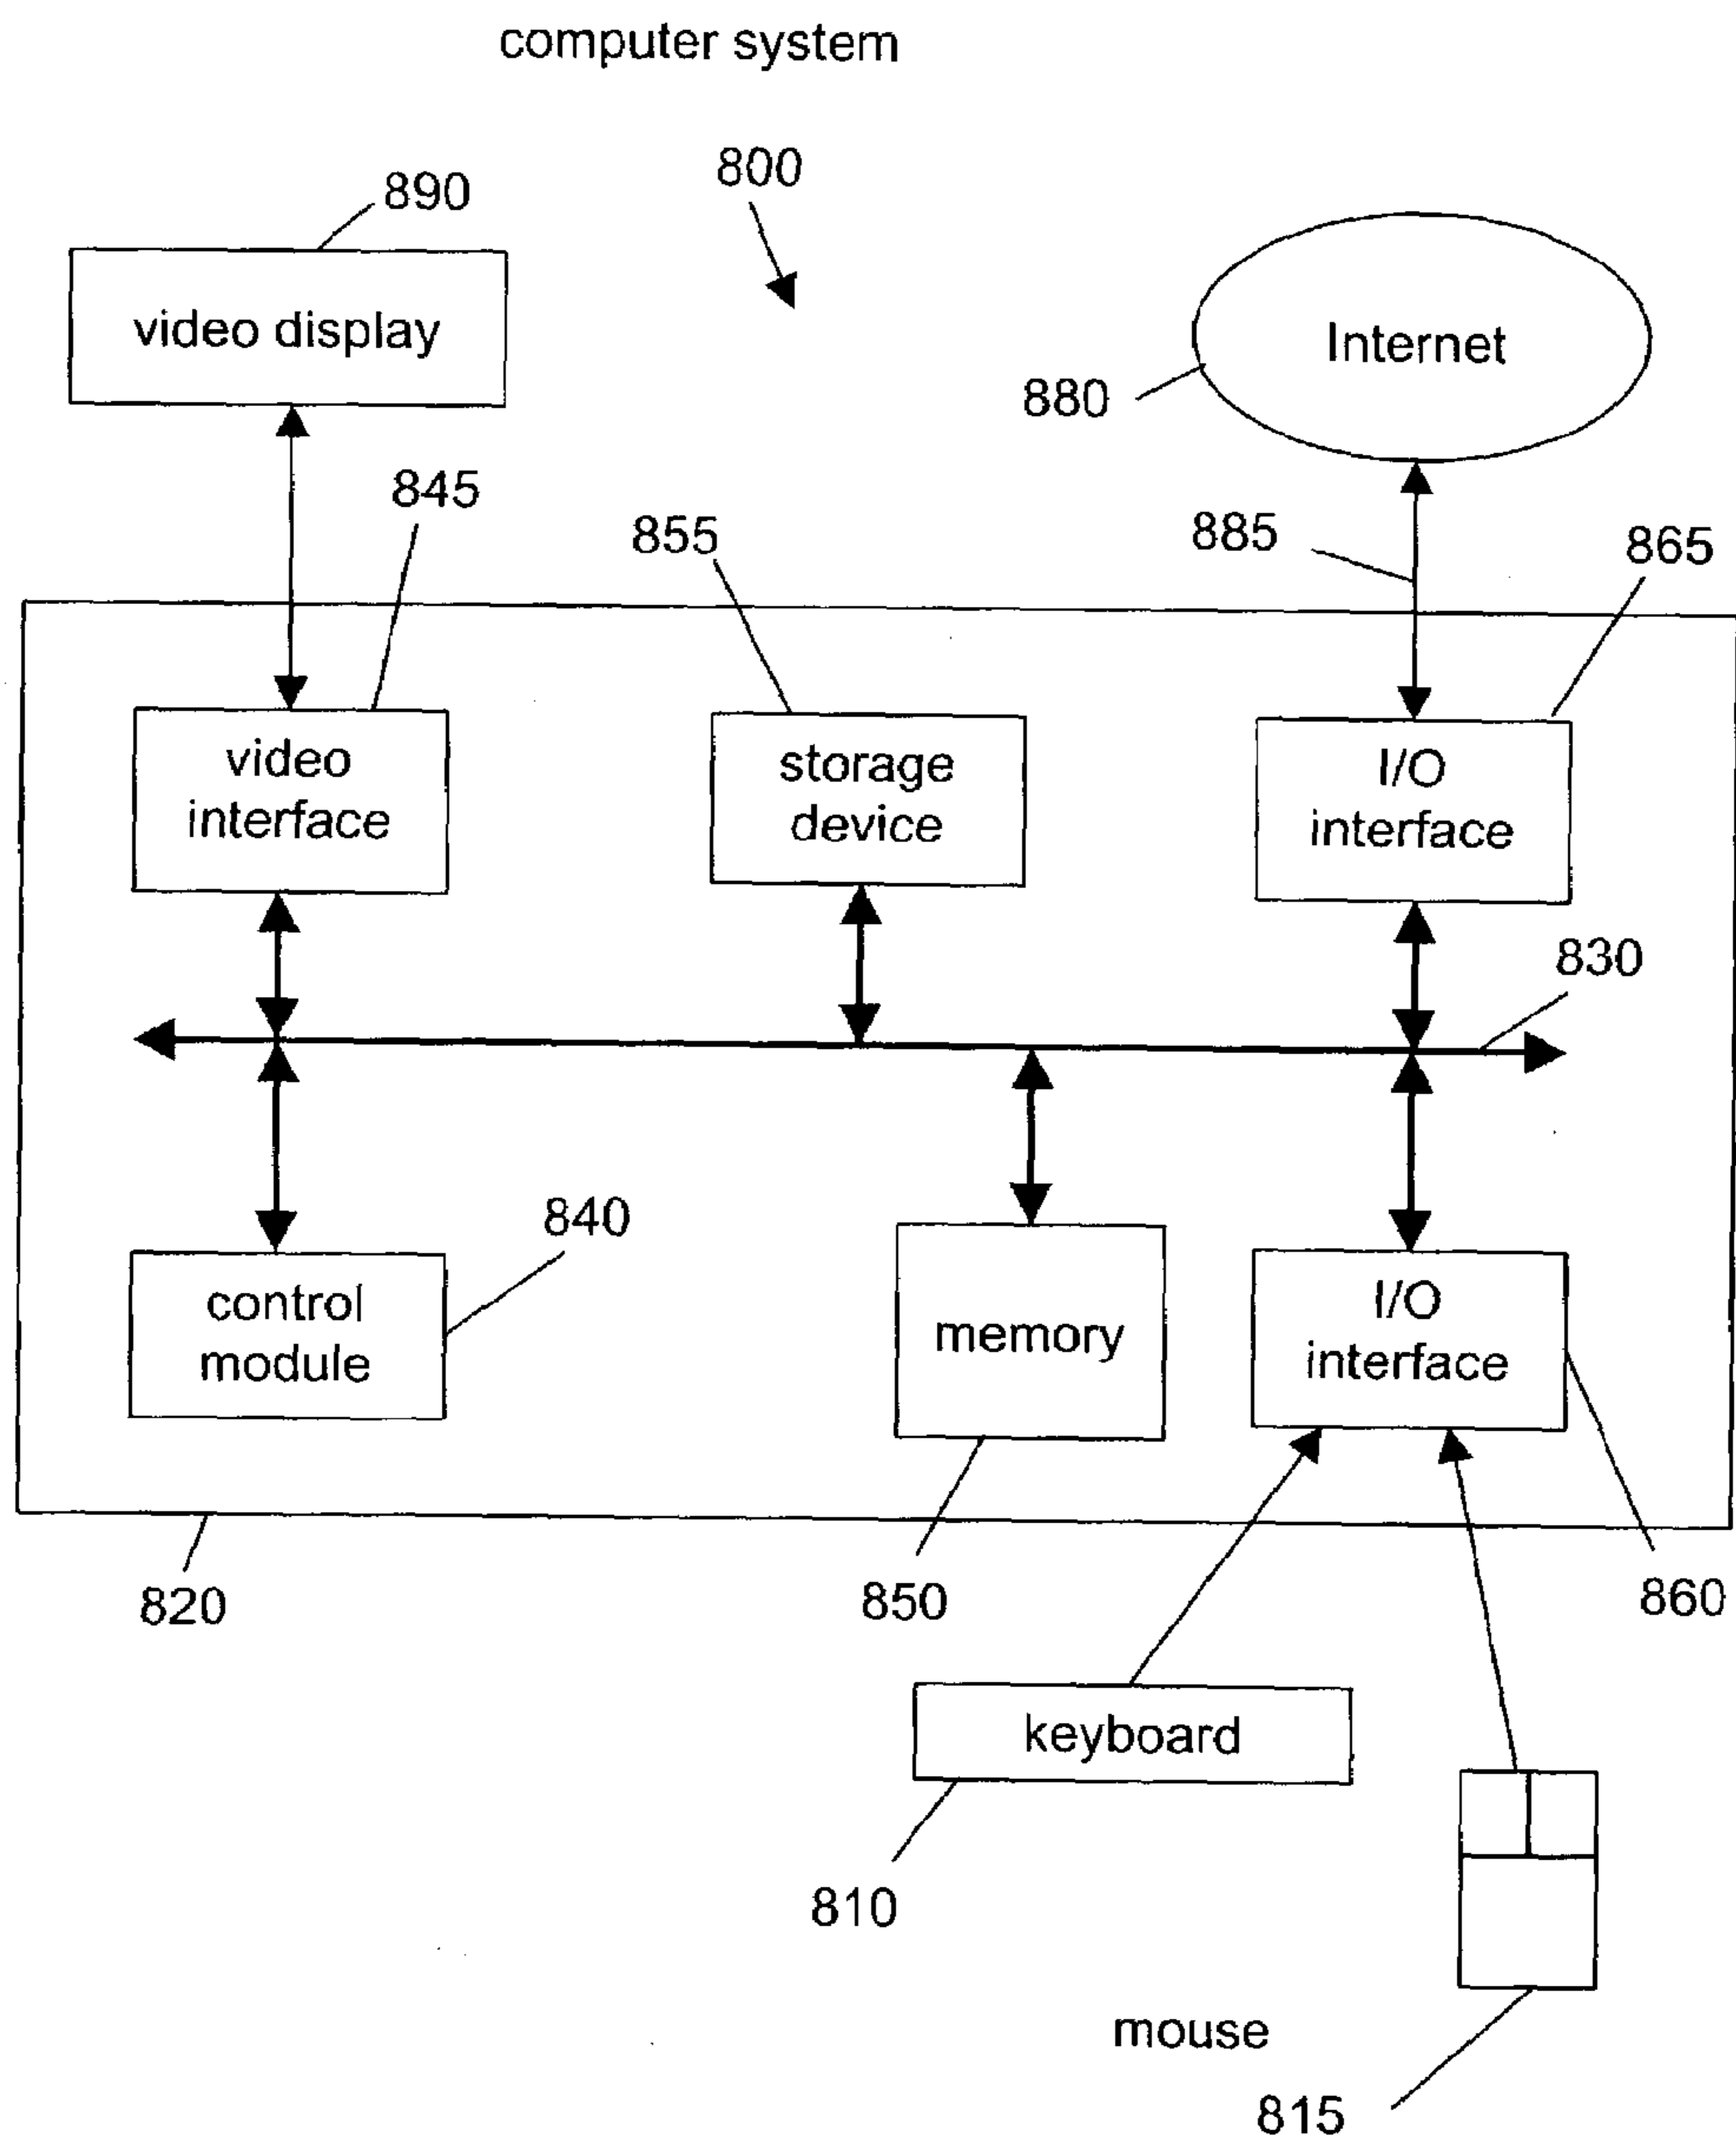 computer system
800
890
video display
Internet
880
845
855
885
865
video
interface
storage
device
I/O
interface
830
840
control
module
memory
I/O
interface
820
850
860
keyboard
810
mouse
815